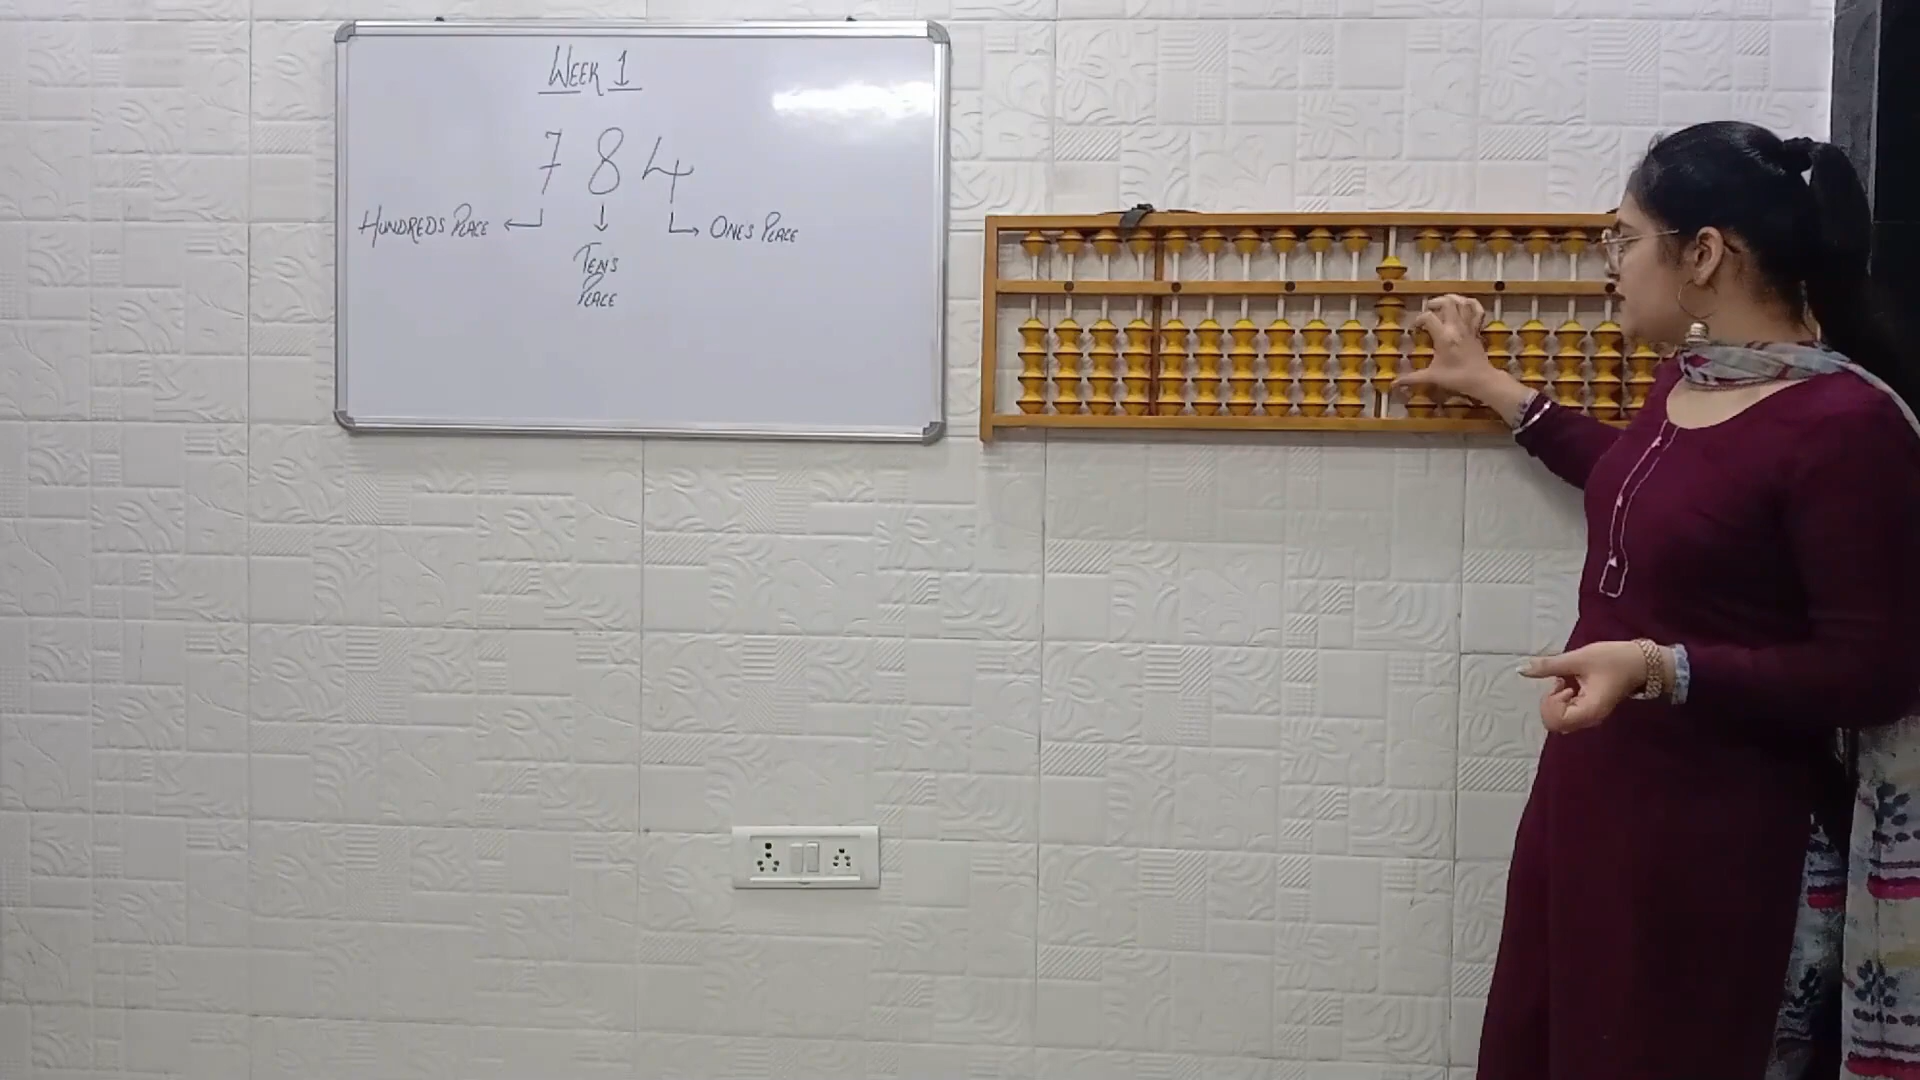 WEEK 1
7 8 4
HUNDREDS PLACE
ONES PLACE
TENS
PLACE